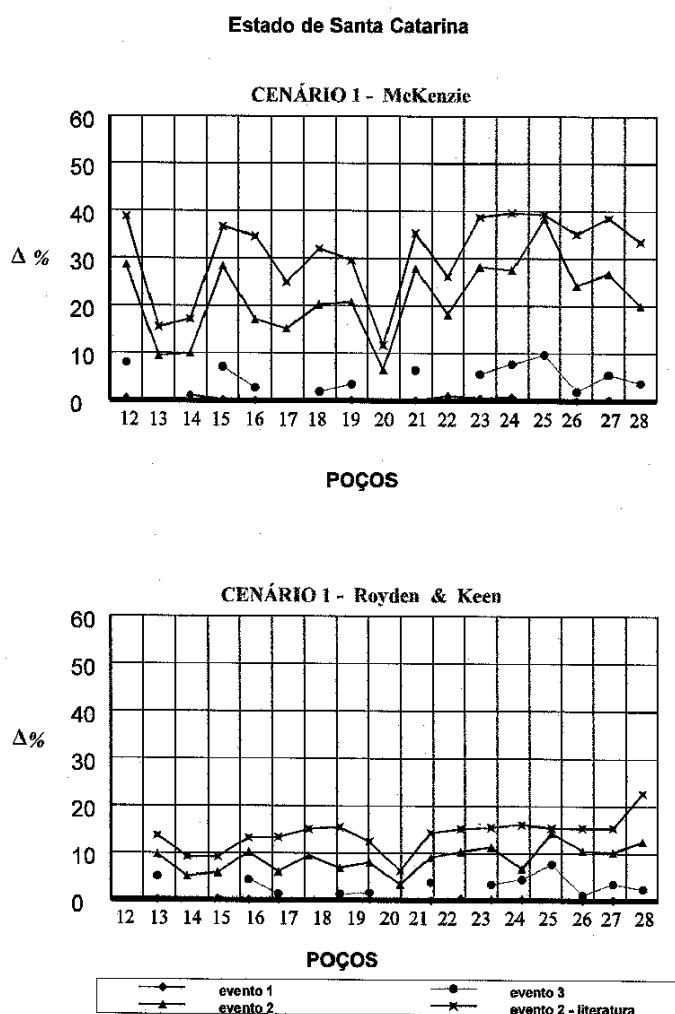 Estado de Santa Catarina
CENÁRIO 1 - McKenzie
60
50
40
Δ %
30
20
10
0
12 13 14 15 16 17 18 19 20 21 22 23 24 25 26 27 28
POÇOS
CENÁRIO 1 - Royden & Keen
60
50
40
Δ%
30
20
10
0
12 13 14 15 16 17 18 19 20 21 22 23 24 25 26 27 28
POÇOS
evento 1 evento 3
evento 2 evento 2 - literatura